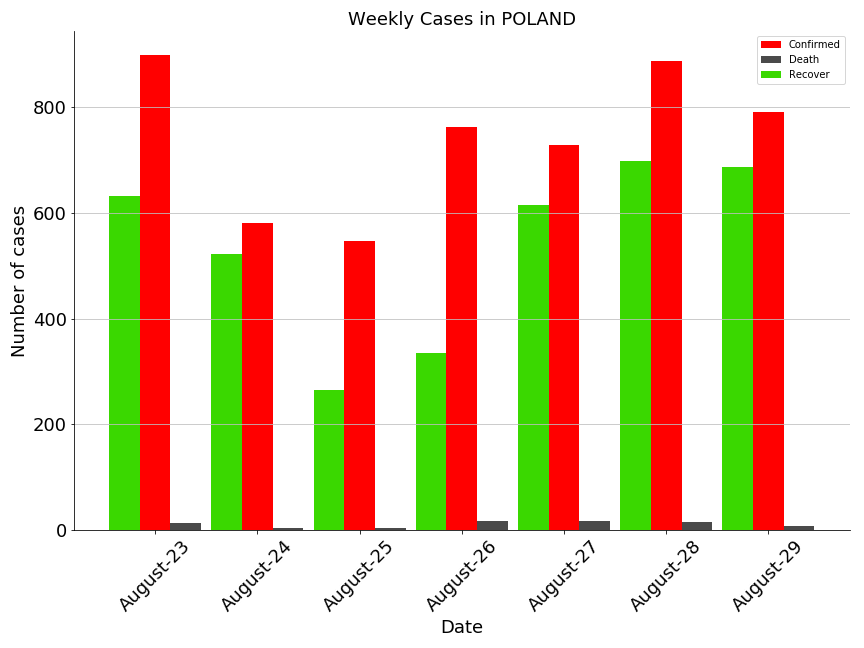 Weekly Cases in POLAND
Confirmed
Death
Recover
Number of cases
800
600
400
200
0
August-23
August-24
August-25
August-26
August-27
August-28
August-29
Date